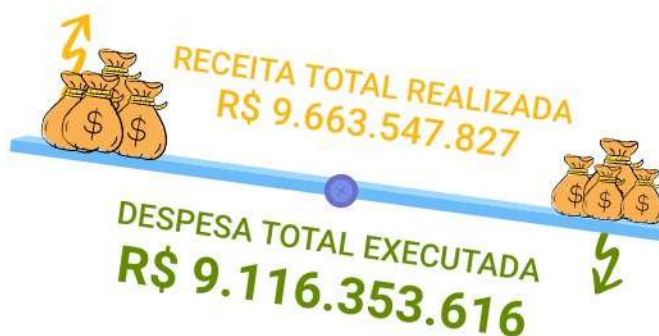 RECEITA TOTAL REALIZADA
R$ 9.663.547.827
DESPESA TOTAL EXECUTADA
R$ 9.116.353.616